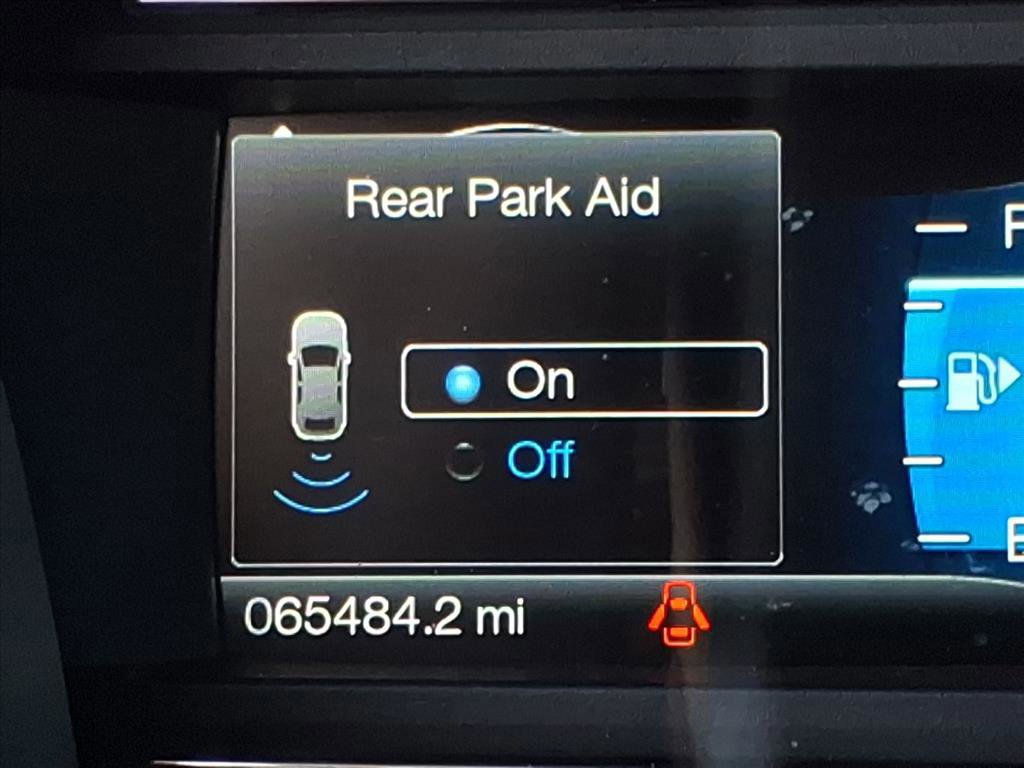 Rear Park Aid
On
Off
065484.2 mi
F
E